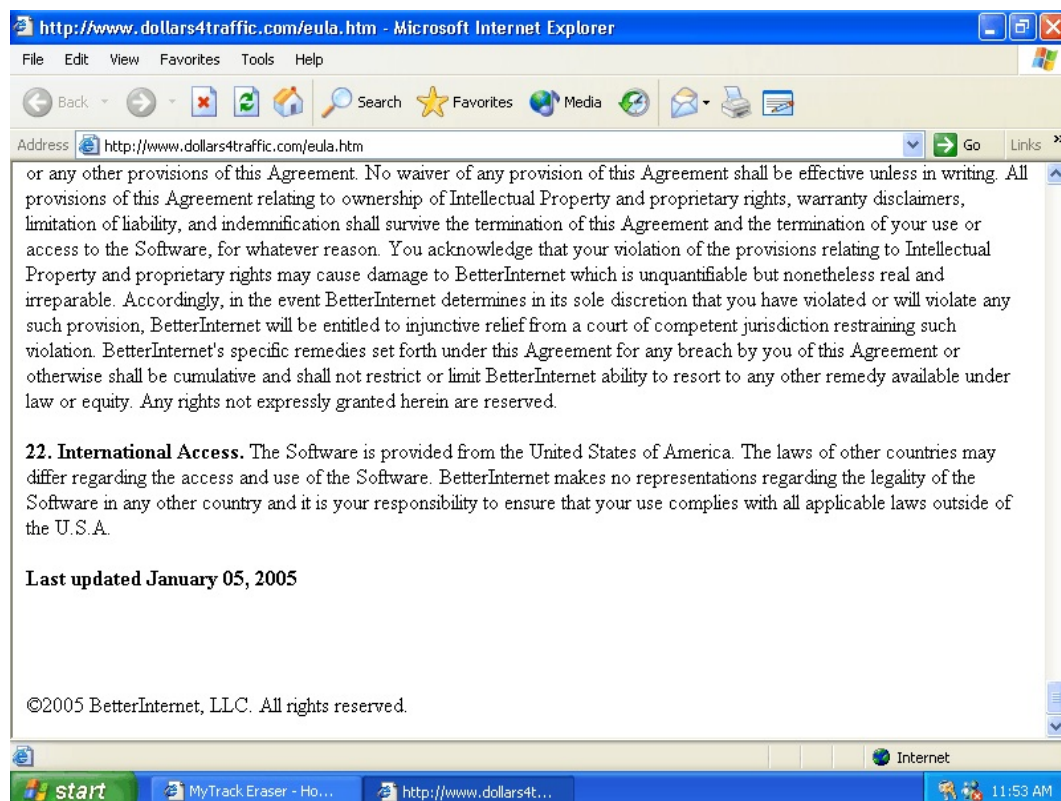 http://www.dollars4traffic.com/eula.htm - Microsoft Internet Explorer
File Edit View Favorites Tools Help
Back Search Favorites Media
Address http://www.dollars4traffic.com/eula.htm Go Links »
or any other provisions of this Agreement. No waiver of any provision of this Agreement shall be effective unless in writing. All
provisions of this Agreement relating to ownership of Intellectual Property and proprietary rights, warranty disclaimers,
limitation of liability, and indemnification shall survive the termination of this Agreement and the termination of your use or
access to the Software, for whatever reason. You acknowledge that your violation of the provisions relating to Intellectual
Property and proprietary rights may cause damage to BetterInternet which is unquantifiable but nonetheless real and
irreparable. Accordingly, in the event BetterInternet determines in its sole discretion that you have violated or will violate any
such provision, BetterInternet will be entitled to injunctive relief from a court of competent jurisdiction restraining such
violation. BetterInternet's specific remedies set forth under this Agreement for any breach by you of this Agreement or
otherwise shall be cumulative and shall not restrict or limit BetterInternet ability to resort to any other remedy available under
law or equity. Any rights not expressly granted herein are reserved.
22. International Access. The Software is provided from the United States of America. The laws of other countries may
differ regarding the access and use of the Software. BetterInternet makes no representations regarding the legality of the
Software in any other country and it is your responsibility to ensure that your use complies with all applicable laws outside of
the U.S.A.
Last updated January 05, 2005
©2005 BetterInternet, LLC. All rights reserved.
Internet
start MyTrack Eraser - Ho... http://www.dollars4t... 11:53 AM